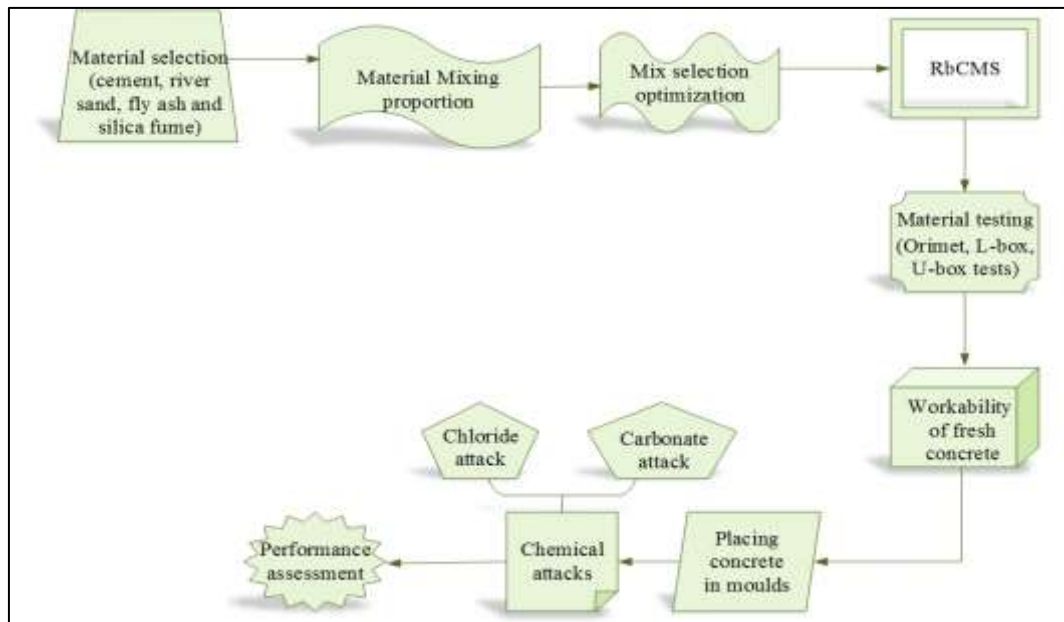 Material selection
(cement, river
sand, fly ash and
silica fume)
Material Mixing
proportion
Mix selection
optimization
RbCMS
Material testing
(Orimet, L-box,
U-box tests)
Workability
of fresh
concrete
Chloride
attack
Carbonate
attack
Performance
assessment
Chemical
attacks
Placing
concrete
in moulds